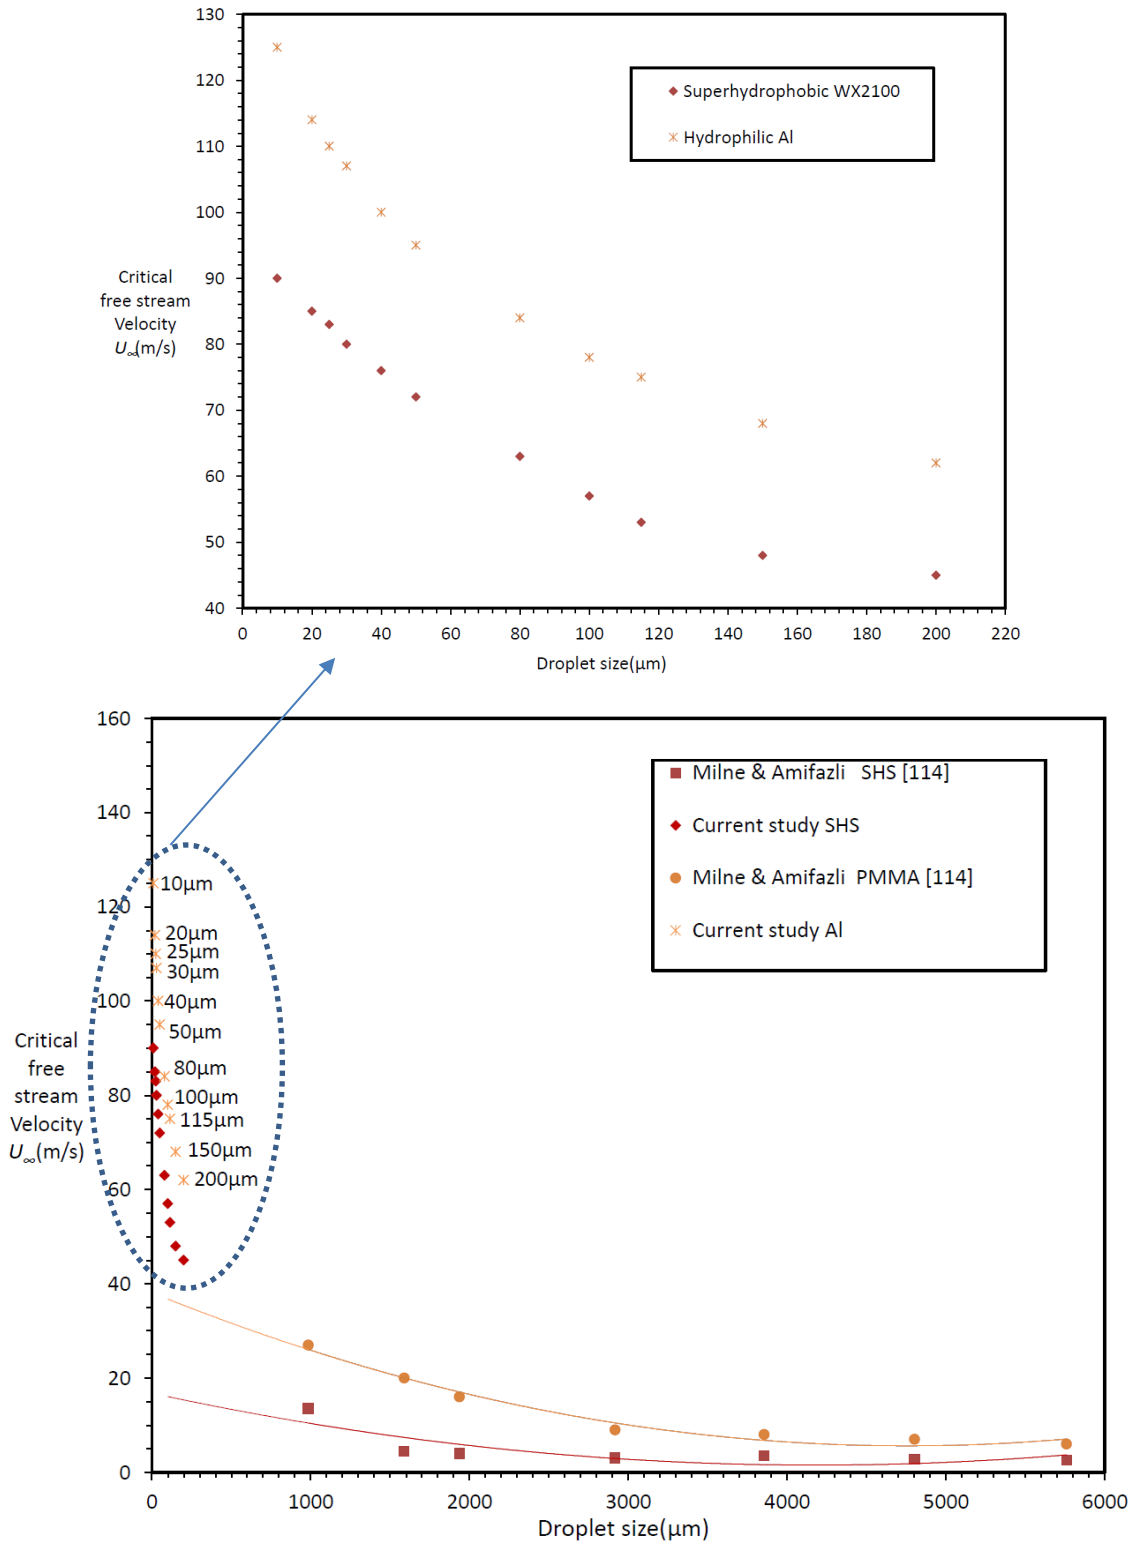 130
120
110
100
90
80
70
60
50
40
Critical
free stream
Velocity
U∞(m/s)
Superhydrophobic WX2100
Hydrophilic Al
0 20 40 60 80 100 120 140 160 180 200 220
Droplet size(μm)
160
140
120
100
80
60
40
20
0
Critical
free
stream
Velocity
U∞(m/s)
Milne & Amifazli SHS [114]
Current study SHS
Milne & Amifazli PMMA [114]
Current study Al
10μm
20μm
25μm
30μm
40μm
50μm
80μm
100μm
115μm
150μm
200μm
0 1000 2000 3000 4000 5000 6000
Droplet size(μm)